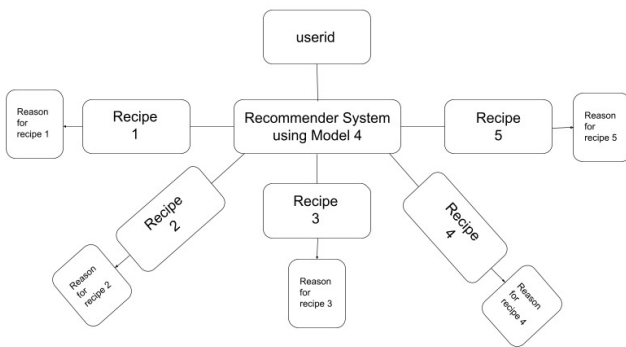 userid
Recommender System
using Model 4
Recipe
1
Reason
for
recipe 1
Recipe
2
Reason
for
recipe 2
Recipe
3
Reason
for
recipe 3
Recipe
4
Reason
for
recipe 4
Recipe
5
Reason
for
recipe 5